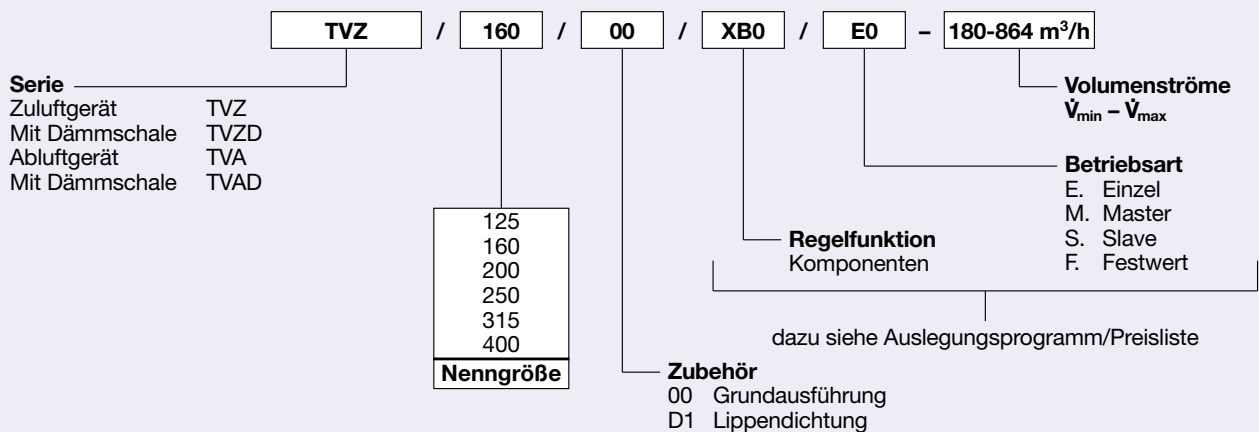 TVZ / 160 / 00 / XB0 / E0 – 180-864 m³/h
Serie
Zuluftgerät TVZ
Mit Dämmschale TVZD
Abluftgerät TVA
Mit Dämmschale TVAD
125
160
200
250
315
400
Nenngröße
Zubehör
00 Grundausführung
D1 Lippendichtung
Regelfunktion
Komponenten
Betriebsart
E. Einzel
M. Master
S. Slave
F. Festwert
Volumenströme
V̇min – V̇max
dazu siehe Auslegungsprogramm/Preisliste